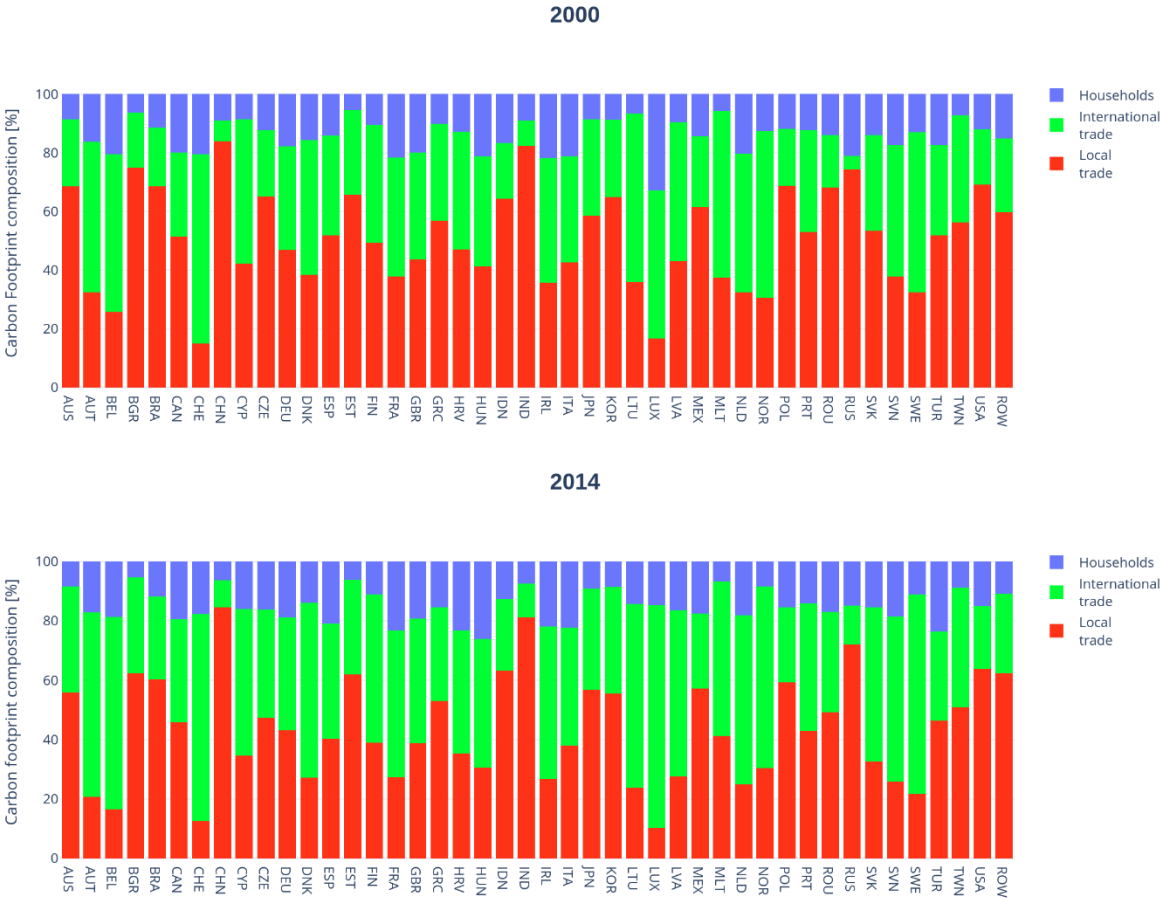 2000
Carbon Footprint composition [%]
100
80
60
40
20
0
AUS AUT BEL BGR BRA CAN CHE CHN CYP CZE DEU DNK ESP EST FIN FRA GBR GRC HRV HUN IDN IND IRL ITA JPN KOR LTU LUX LVA MEX MLT NLD NOR POL PRT ROU RUS SVK SVN SWE TUR TWN USA ROW
Households
International
trade
Local
trade
2014
Carbon footprint composition [%]
100
80
60
40
20
0
AUS AUT BEL BGR BRA CAN CHE CHN CYP CZE DEU DNK ESP EST FIN FRA GBR GRC HRV HUN IDN IND IRL ITA JPN KOR LTU LUX LVA MEX MLT NLD NOR POL PRT ROU RUS SVK SVN SWE TUR TWN USA ROW
Households
International
trade
Local
trade